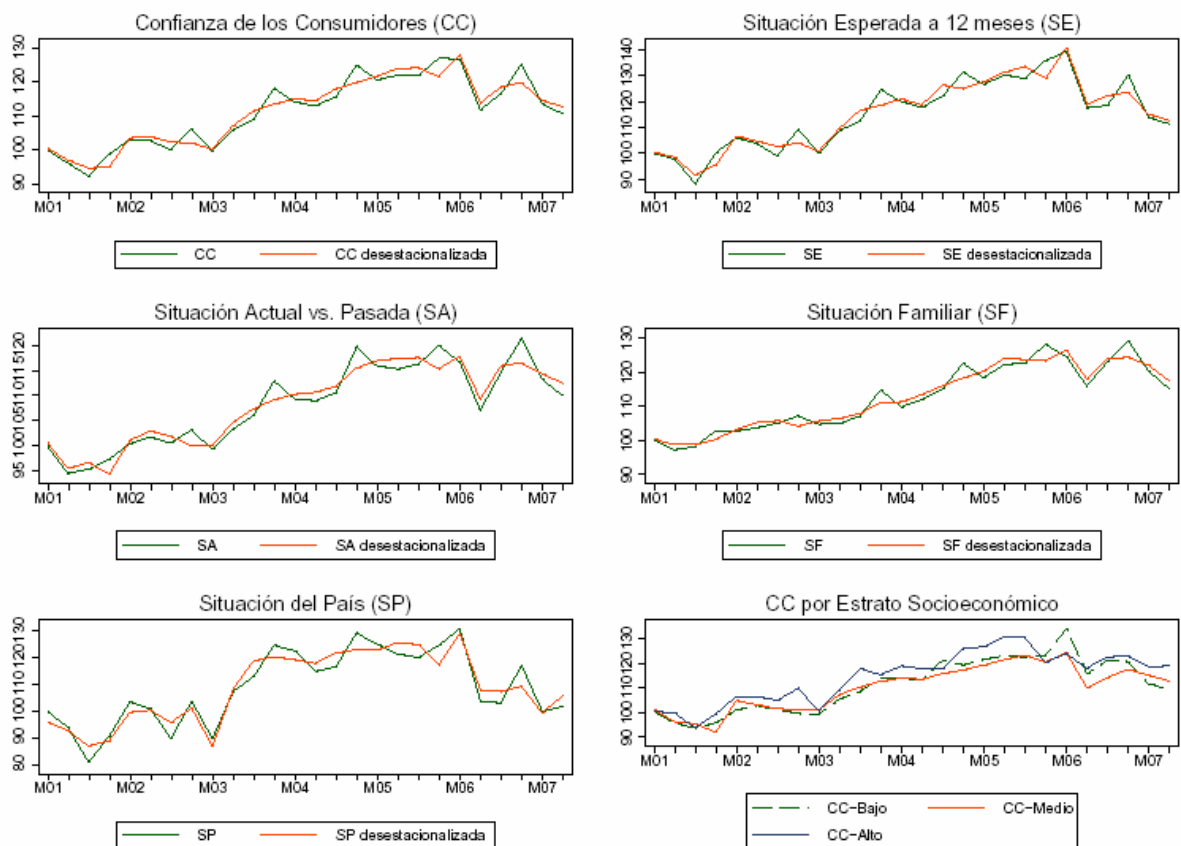 Confianza de los Consumidores (CC)
90 100 110 120 130
M01 M02 M03 M04 M05 M06 M07
CC CC desestacionalizada
Situación Esperada a 12 meses (SE)
90 100 110 120 130 140
M01 M02 M03 M04 M05 M06 M07
SE SE desestacionalizada
Situación Actual vs. Pasada (SA)
95 100 105 110 115 120
M01 M02 M03 M04 M05 M06 M07
SA SA desestacionalizada
Situación Familiar (SF)
90 100 110 120 130
M01 M02 M03 M04 M05 M06 M07
SF SF desestacionalizada
Situación del País (SP)
80 90 100 110 120 130
M01 M02 M03 M04 M05 M06 M07
SP SP desestacionalizada
CC por Estrato Socioeconómico
90 100 110 120 130
M01 M02 M03 M04 M05 M06 M07
CC-Bajo CC-Medio
CC-Alto